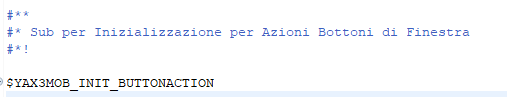 #**
#* Sub per Inizializzazione per Azioni Bottoni di Finestra
#*!
$YAX3MOB_INIT_BUTTONACTION